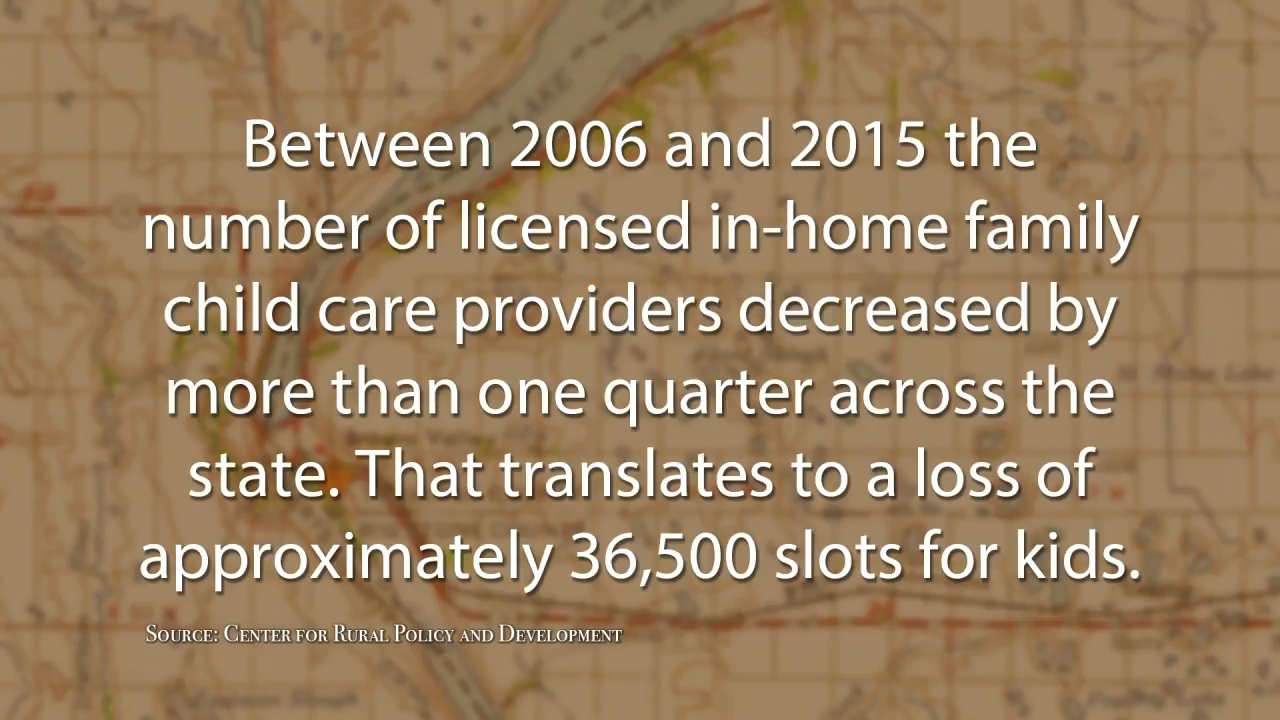 Between 2006 and 2015 the
number of licensed in-home family
child care providers decreased by
more than one quarter across the
state. That translates to a loss of
approximately 36,500 slots for kids.
Source: Center for Rural Policy and Development
LAKE